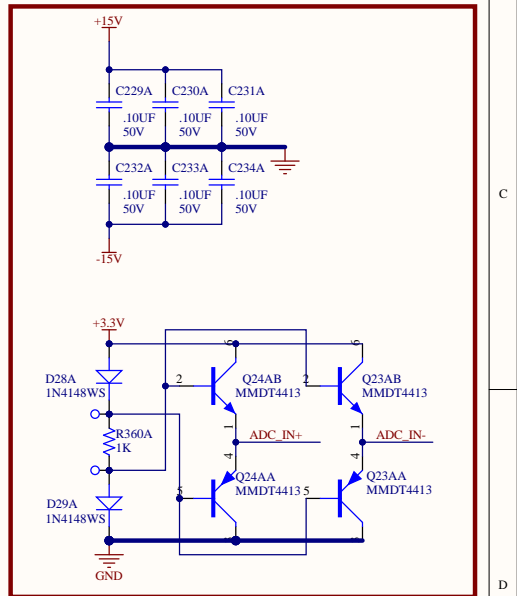 +15V
C229A
C230A
C231A
.10UF
.10UF
.10UF
50V
50V
50V
C232A
C233A
C234A
.10UF
.10UF
.10UF
50V
50V
50V
C
-15V
+3.3V
6
6
D28A
1N4148WS
2
Q24AB
MMDT4413
2
Q23AB
MMDT4413
R360A
1K
1
ADC_IN+
1
ADC_IN-
4
4
D29A
1N4148WS
5
Q24AA
MMDT4413
5
Q23AA
MMDT4413
GND
D